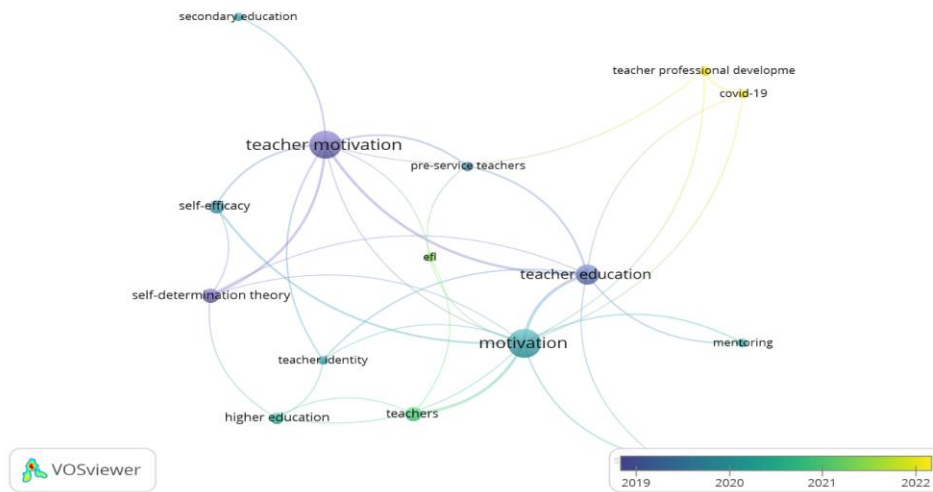 secondary education
teacher professional developme
covid-19
teacher motivation
pre-service teachers
self-efficacy
efl
teacher education
self-determination theory
motivation
mentoring
teacher identity
higher education
teachers
VOSviewer
2019 2020 2021 2022